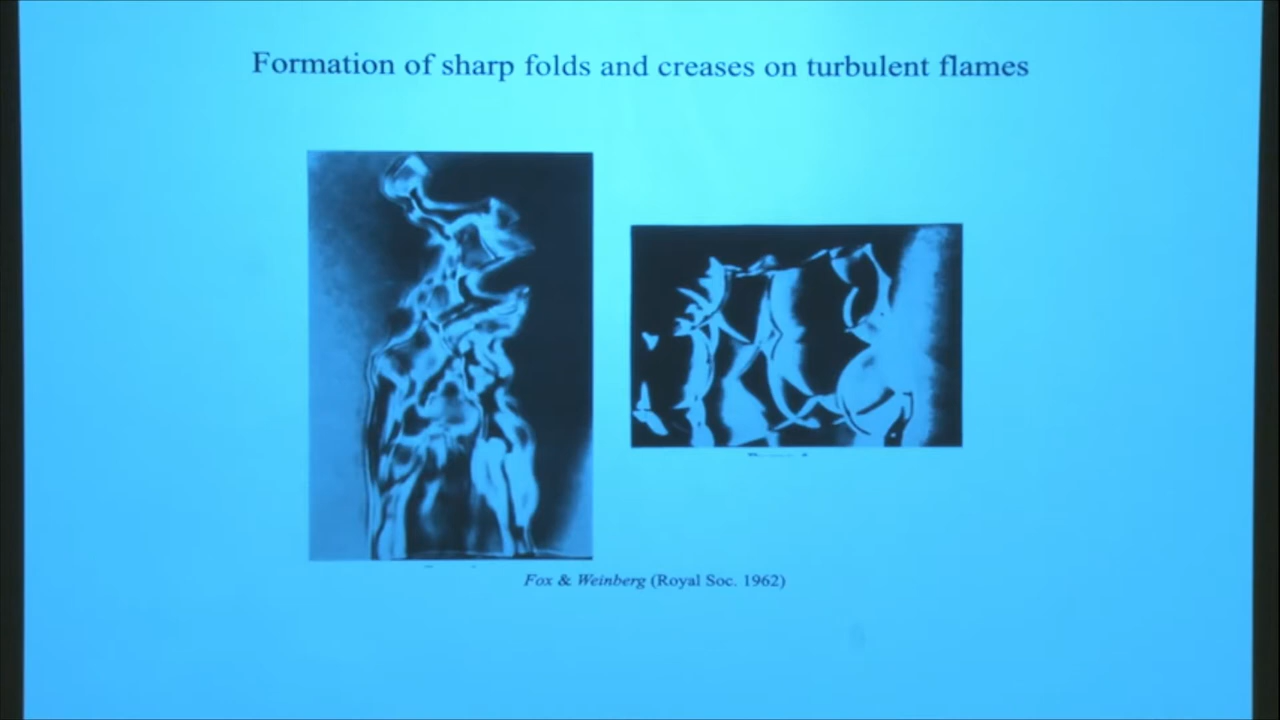 Formation of sharp folds and creases on turbulent flames
Fox & Weinberg (Royal Soc. 1962)